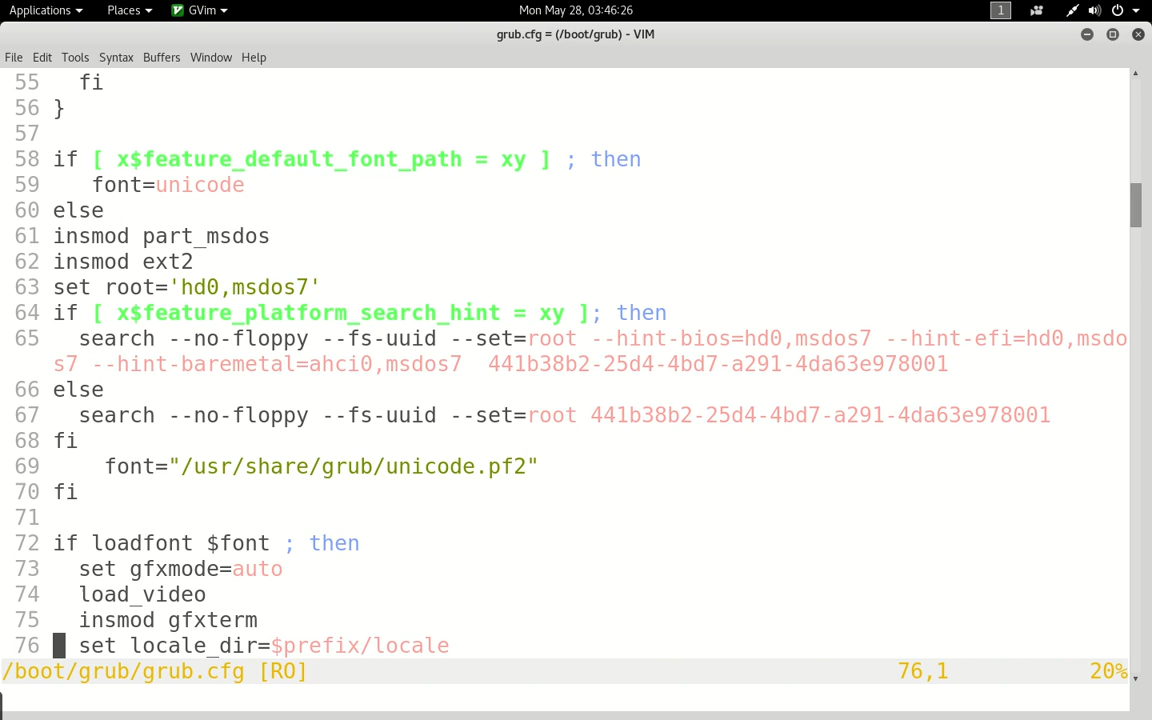 Applications Places GVim Mon May 28, 03:46:26 1
grub.cfg = (/boot/grub) - VIM
File Edit Tools Syntax Buffers Window Help
55   fi
56 }
57
58 if [ x$feature_default_font_path = xy ] ; then
59    font=unicode
60 else
61 insmod part_msdos
62 insmod ext2
63 set root='hd0,msdos7'
64 if [ x$feature_platform_search_hint = xy ]; then
65   search --no-floppy --fs-uuid --set=root --hint-bios=hd0,msdos7 --hint-efi=hd0,msdo
s7 --hint-baremetal=ahci0,msdos7  441b38b2-25d4-4bd7-a291-4da63e978001
66 else
67   search --no-floppy --fs-uuid --set=root 441b38b2-25d4-4bd7-a291-4da63e978001
68 fi
69     font="/usr/share/grub/unicode.pf2"
70 fi
71
72 if loadfont $font ; then
73   set gfxmode=auto
74   load_video
75   insmod gfxterm
76   set locale_dir=$prefix/locale
/boot/grub/grub.cfg [RO] 76,1 20%